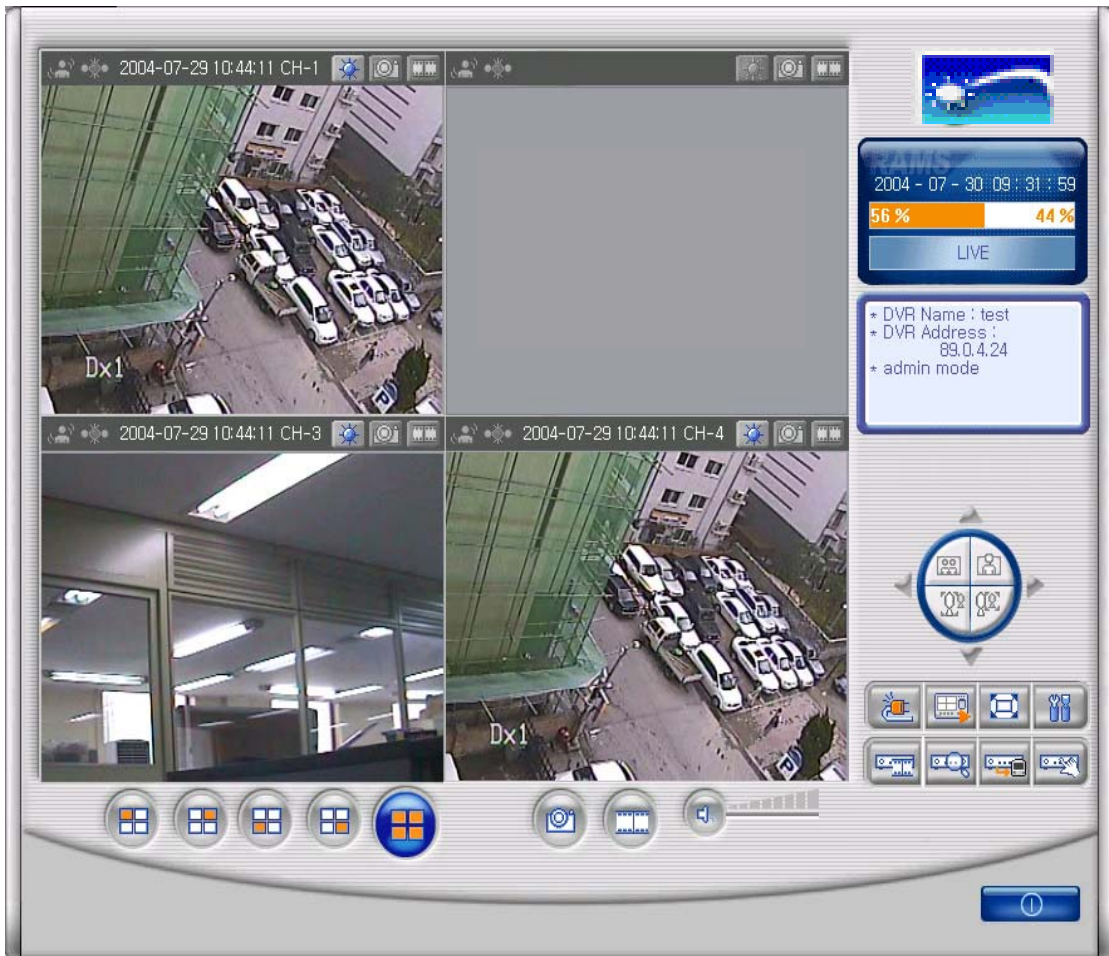 2004-07-29 10:44:11 CH-1
Dx1
P
2004-07-29 10:44:11 CH-3
2004-07-29 10:44:11 CH-4
Dx1
P
RAMS
2004 - 07 - 30 09 : 31 : 59
56 % 44 %
LIVE
* DVR Name : test
* DVR Address :
89.0.4.24
* admin mode